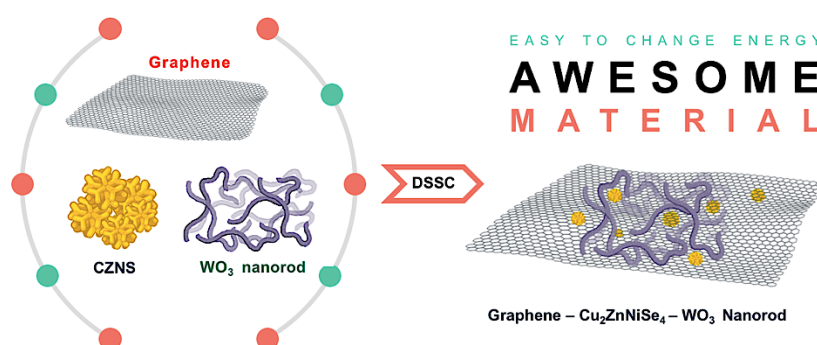 Graphene
CZNS
WO₃ nanorod
DSSC
EASY TO CHANGE ENERGY
AWESOME
MATERIAL
Graphene – Cu₂ZnNiSe₄ – WO₃ Nanorod